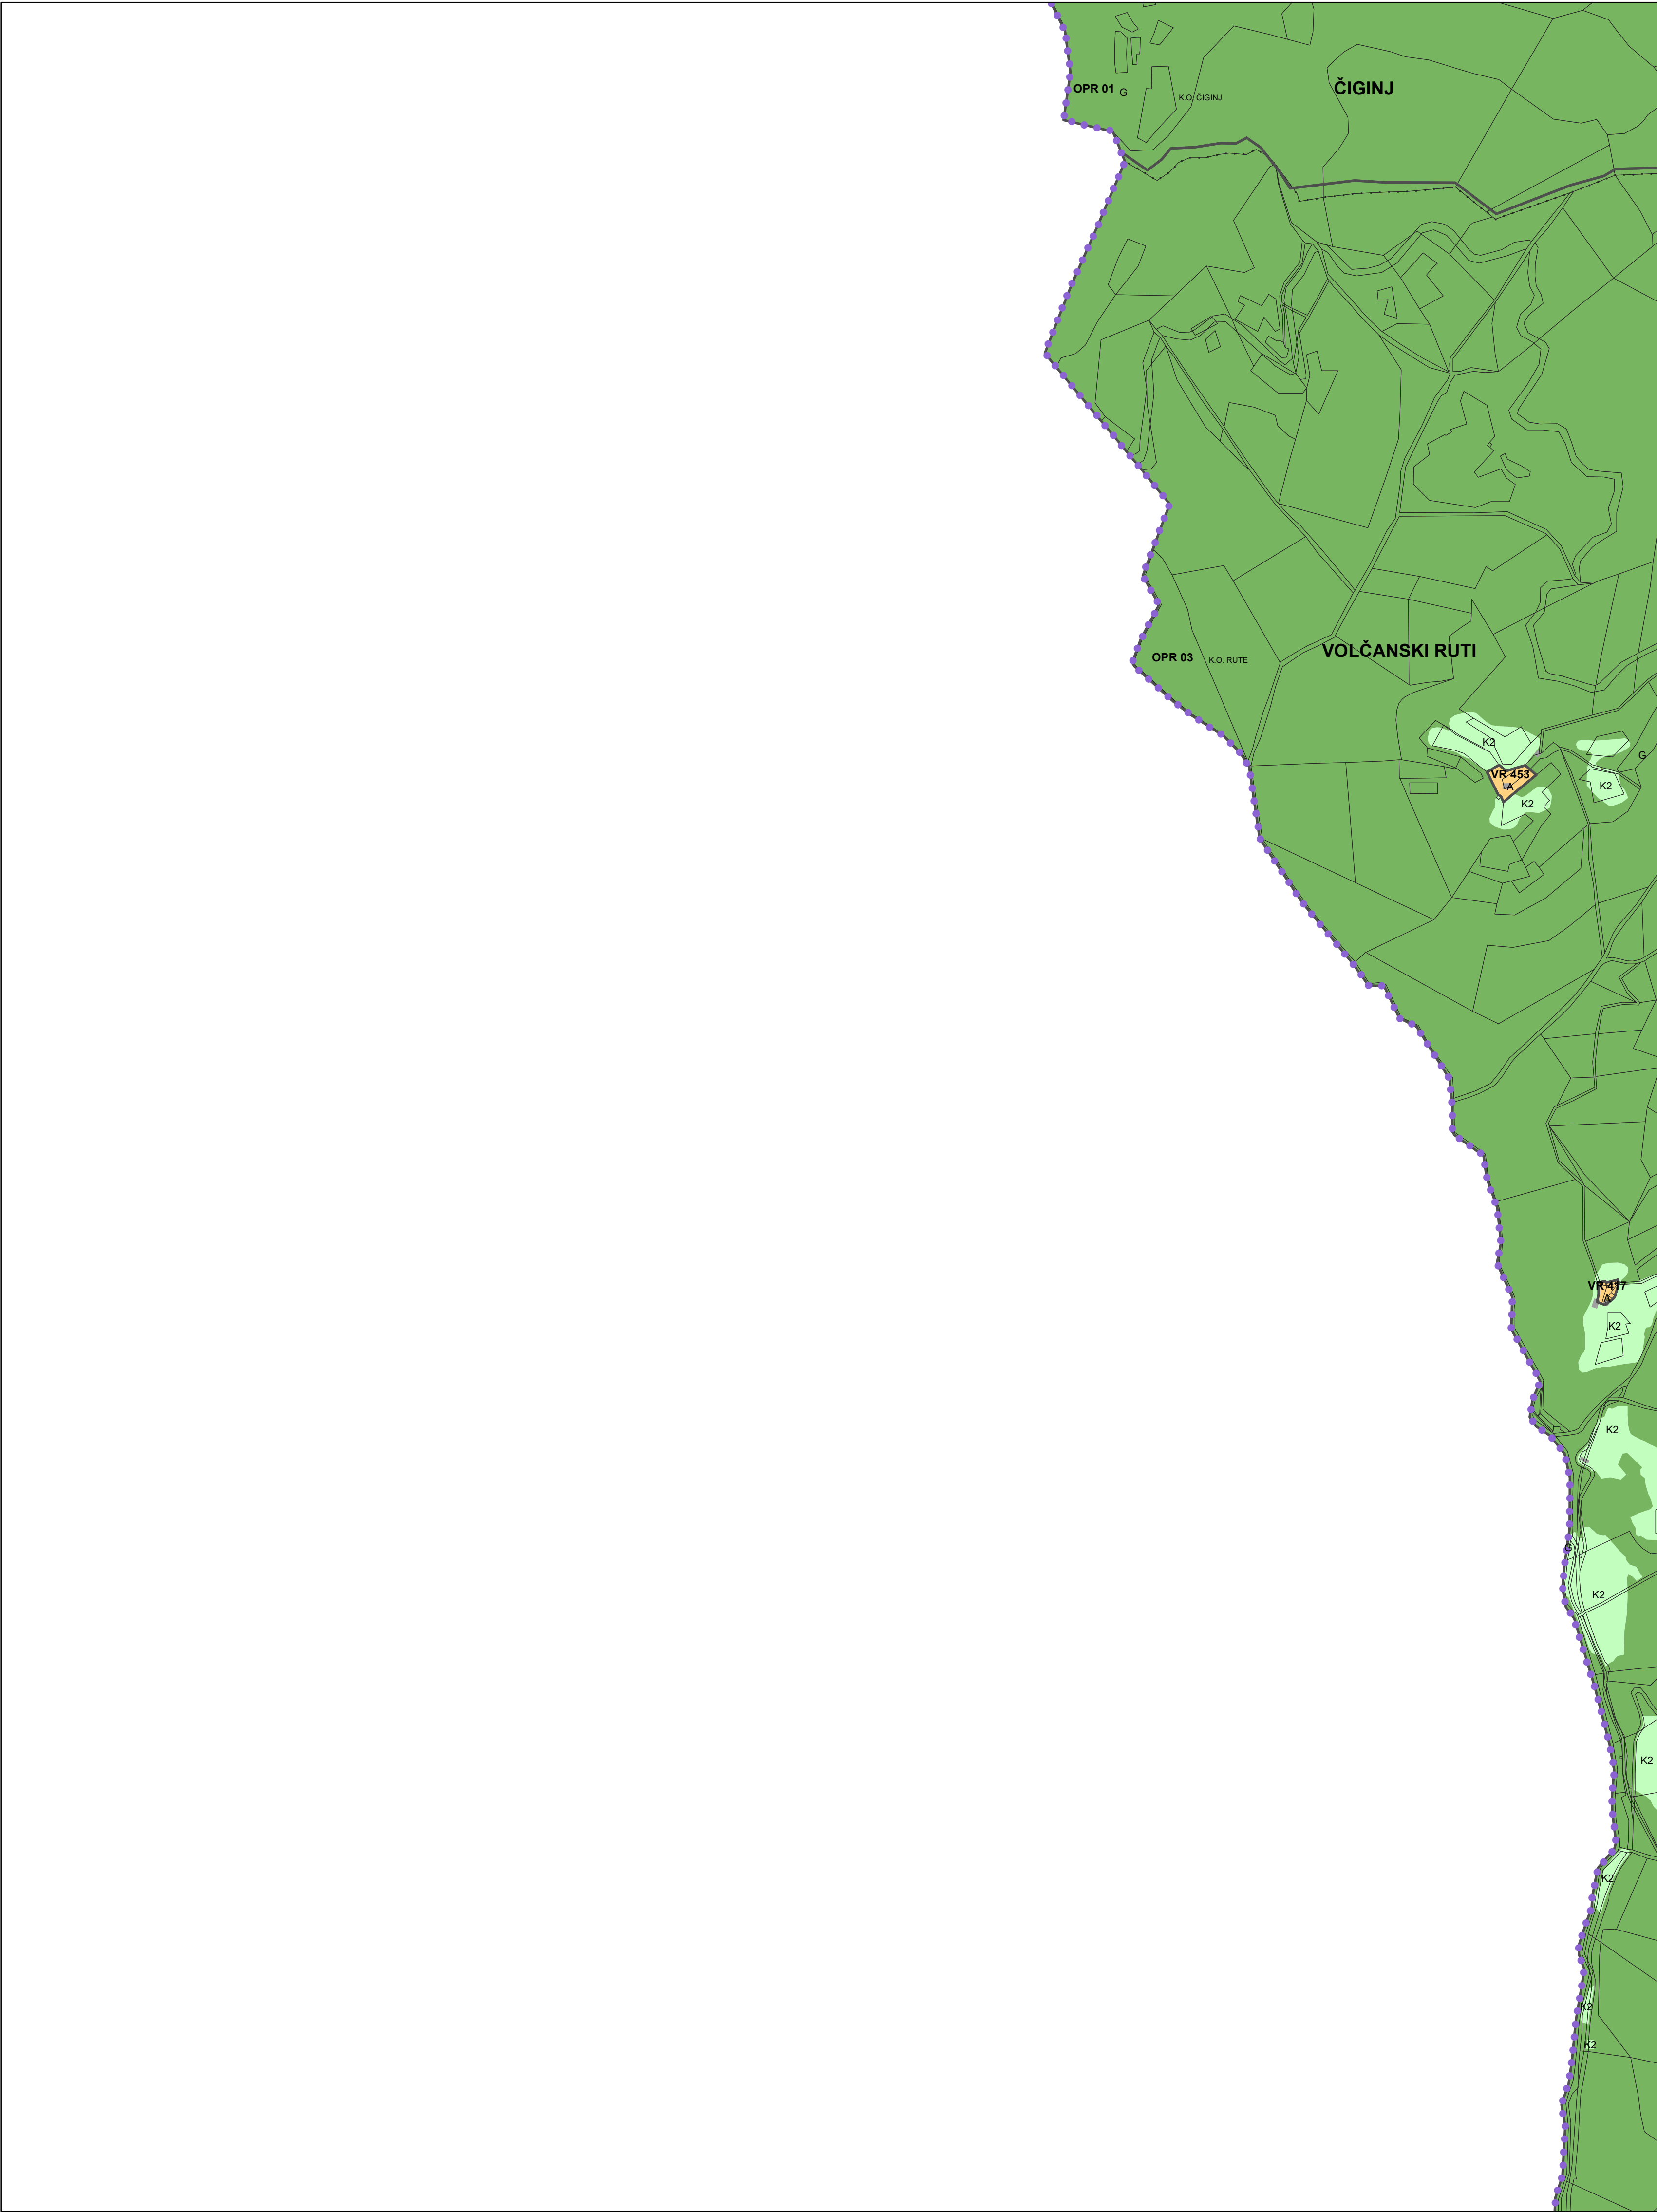 OPR 01 G
K.O. ČIGINJ
ČIGINJ
OPR 03
K.O. RUTE
VOLČANSKI RUTI
K2
G
VR 453
A
K2
K2
VR 417
A
K2
K2
G
K2
K2
K2
K2
K2